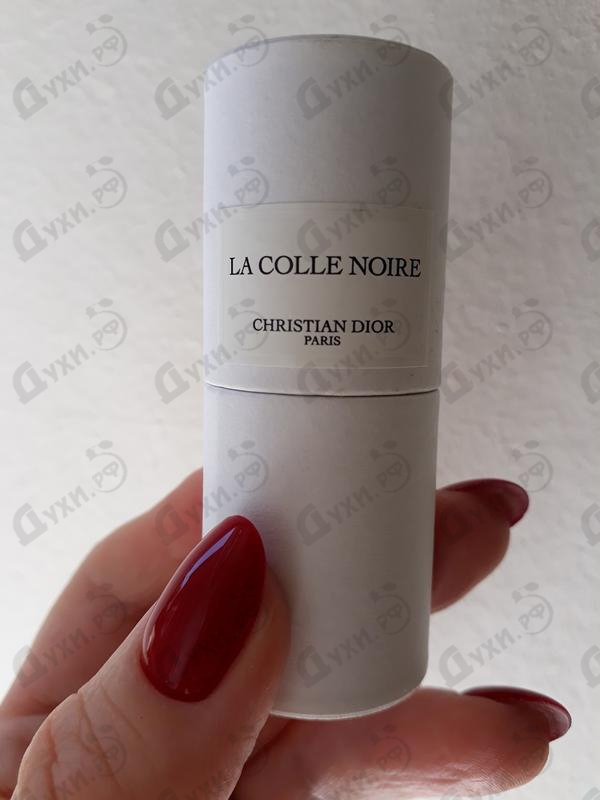 LA COLLE NOIRE
CHRISTIAN DIOR
PARIS
Духи.рф